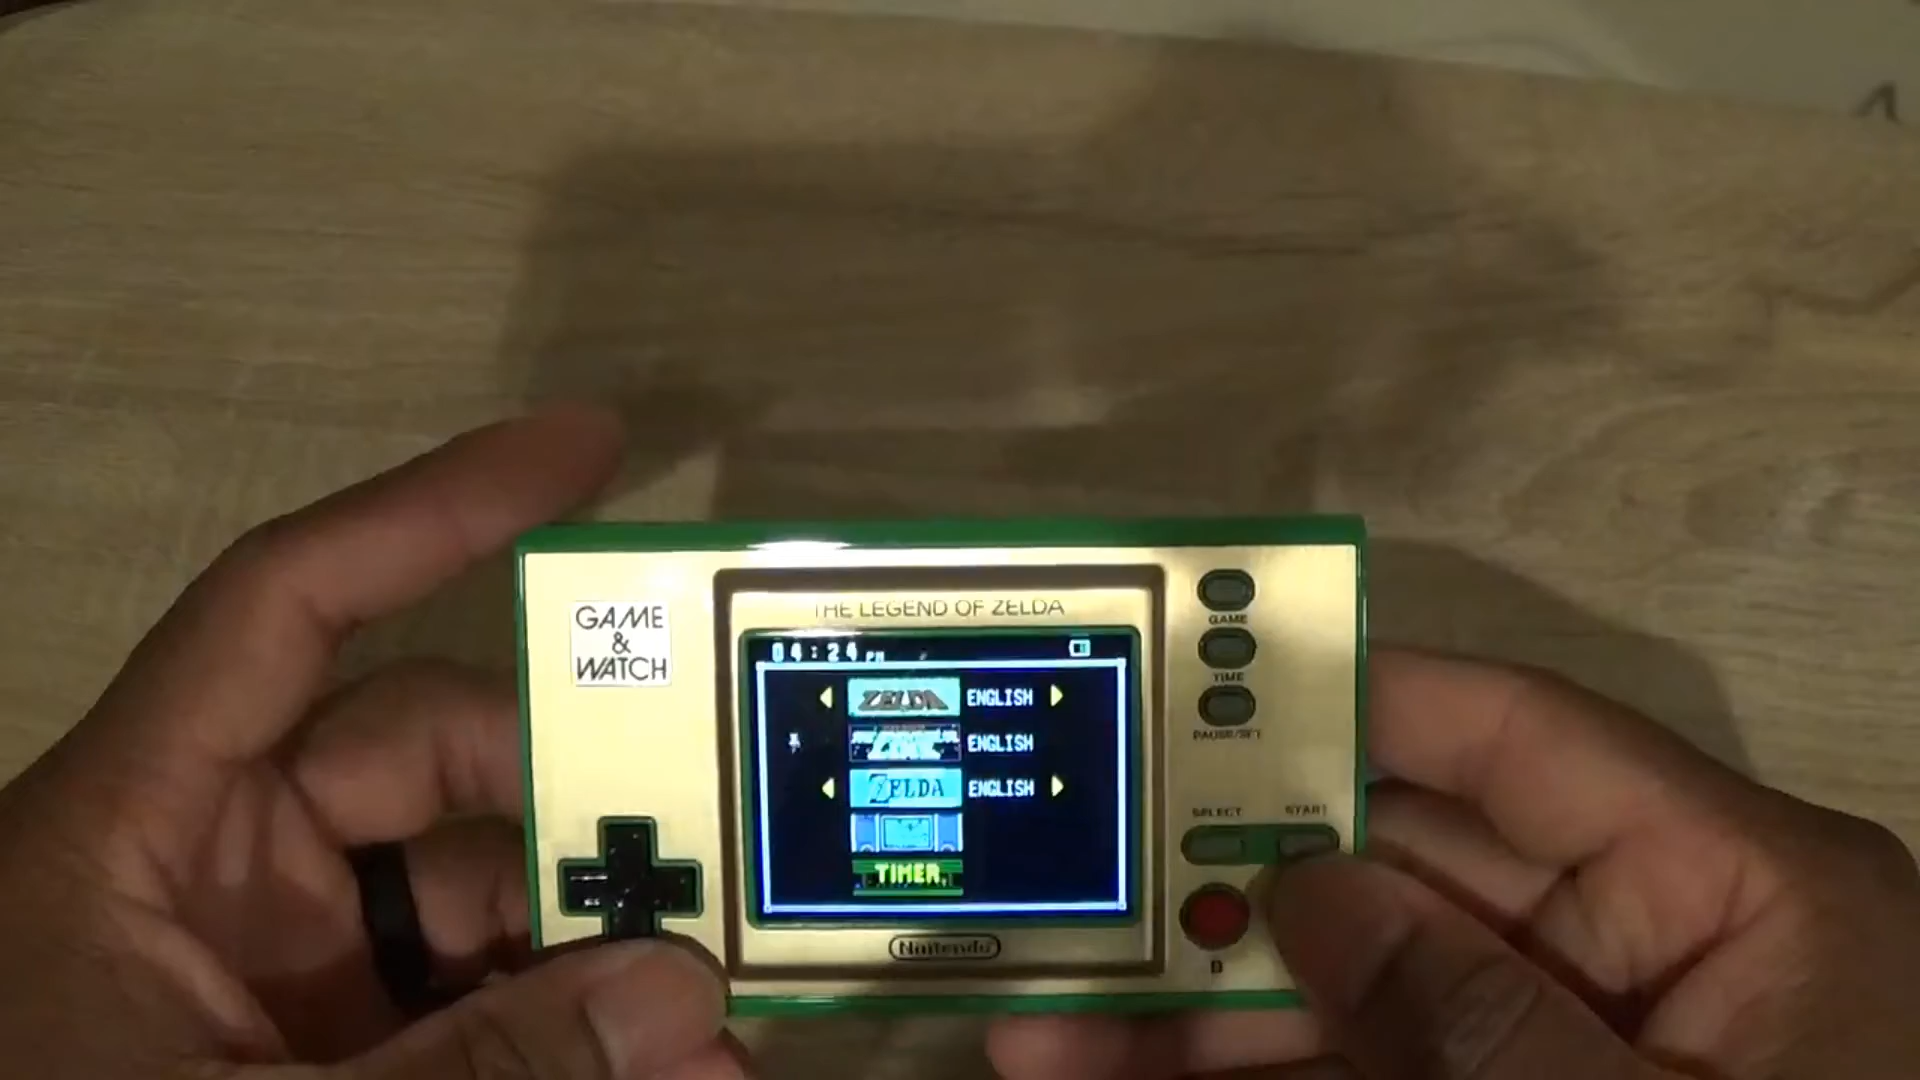 GAME
&
WATCH
THE LEGEND OF ZELDA
04:24 PM
ZELDA ENGLISH
LINK ENGLISH
ZELDA ENGLISH
TIMER
Nintendo
GAME
TIME
PAUSE/SET
SELECT START
B